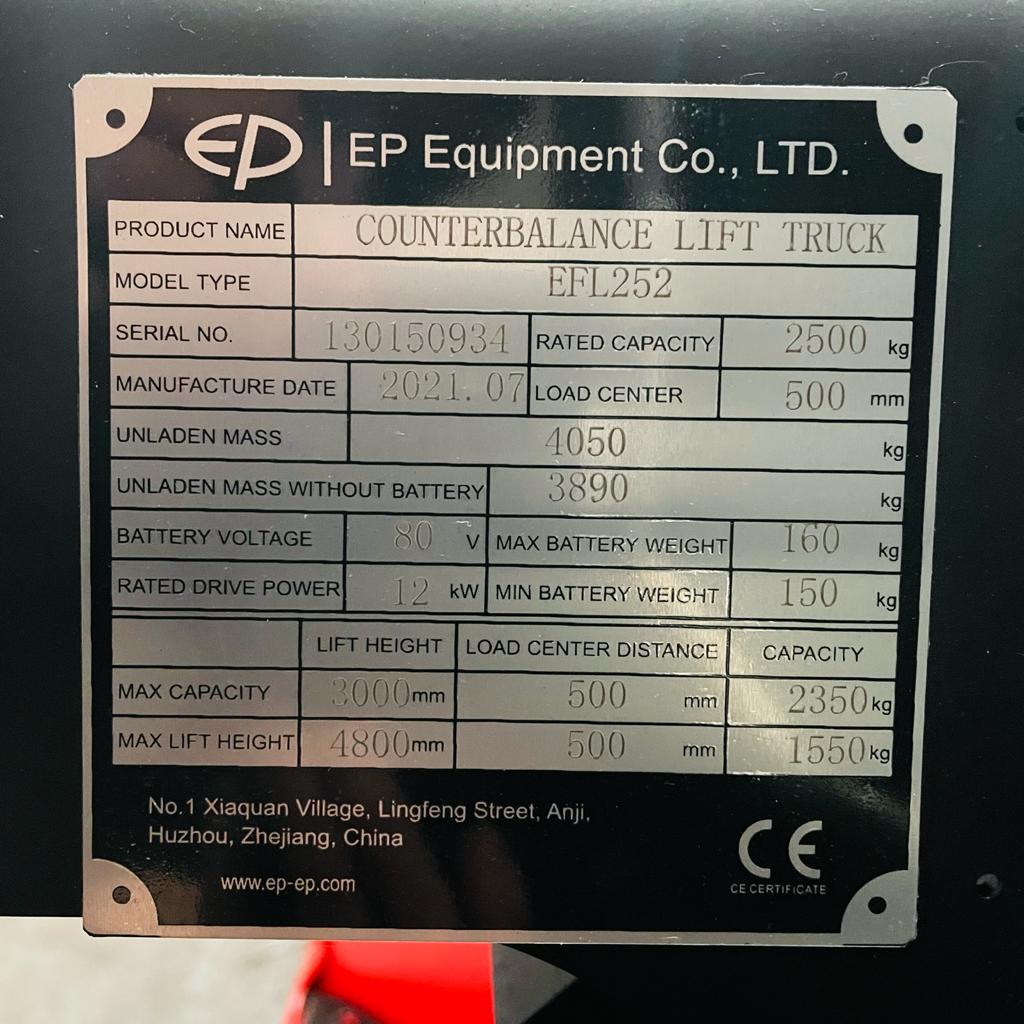 EP | EP Equipment Co., LTD.
PRODUCT NAME COUNTERBALANCE LIFT TRUCK
MODEL TYPE EFL252
SERIAL NO. 130150934 RATED CAPACITY 2500 kg
MANUFACTURE DATE 2021.07 LOAD CENTER 500 mm
UNLADEN MASS 4050 kg
UNLADEN MASS WITHOUT BATTERY 3890 kg
BATTERY VOLTAGE 80 V MAX BATTERY WEIGHT 160 kg
RATED DRIVE POWER 12 kW MIN BATTERY WEIGHT 150 kg
LIFT HEIGHT LOAD CENTER DISTANCE CAPACITY
MAX CAPACITY 3000mm 500 mm 2350kg
MAX LIFT HEIGHT 4800mm 500 mm 1550kg
No.1 Xiaquan Village, Lingfeng Street, Anji,
Huzhou, Zhejiang, China
www.ep-ep.com
CE
CE CERTIFICATE